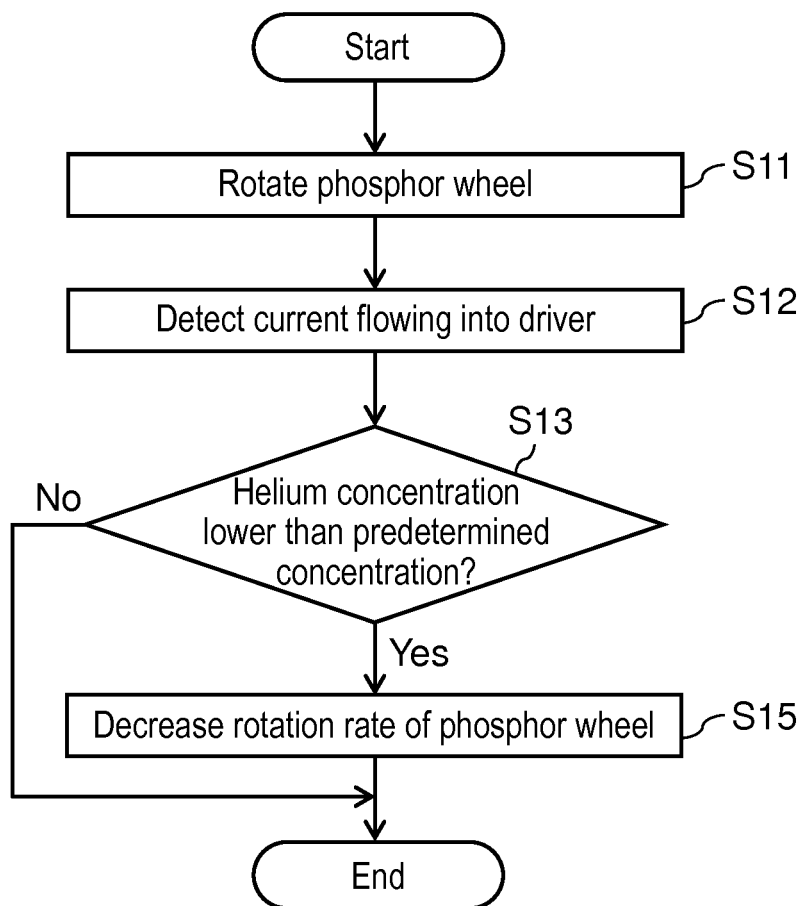 Start
Rotate phosphor wheel
S11
Detect current flowing into driver
S12
S13
Helium concentration
lower than predetermined
concentration?
No
Yes
Decrease rotation rate of phosphor wheel
S15
End